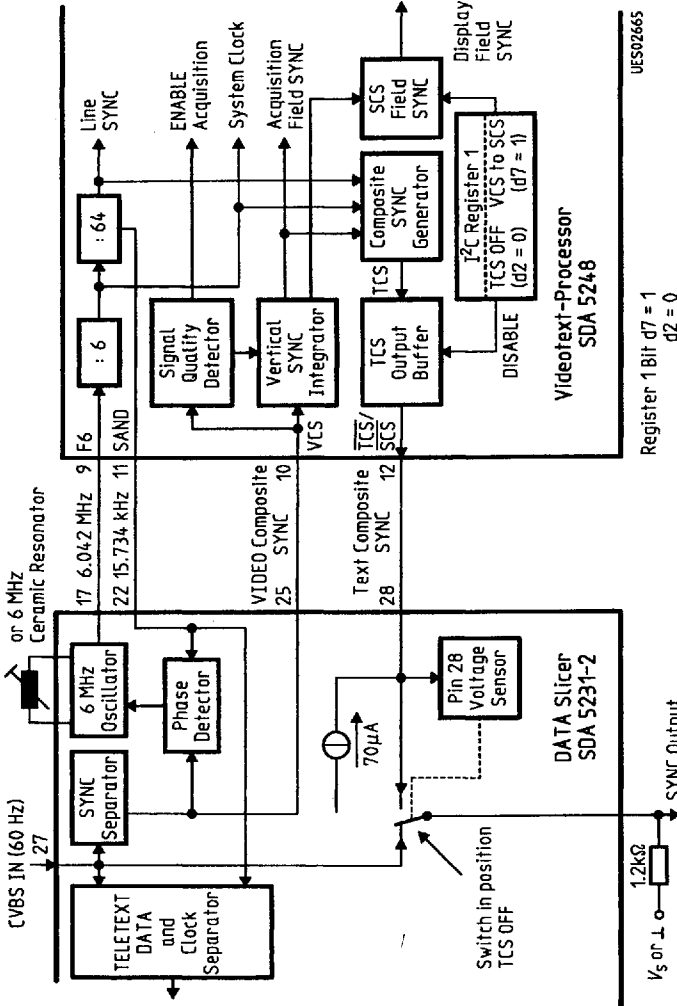 CVBS IN (60 Hz)
27
or 6 MHz
Ceramic Resonator
TELETEXT
DATA
and
Clock
Separator
SYNC
Separator
6 MHz
Oscillator
Phase
Detector
17 6.042 MHz 9 F6
22 15.734 kHz 11 SAND
: 6
: 64
Line
SYNC
Signal
Quality
Detector
ENABLE
Acquisition
System Clock
Acquisition
Field SYNC
VIDEO Composite
25 SYNC 10
VCS
Vertical
SYNC
Integrator
70µA
Text Composite
28 SYNC 12
TCS/
SCS
TCS
Output
Buffer
TCS
Composite
SYNC
Generator
SCS
Field
SYNC
Display
Field
SYNC
Switch in position
TCS OFF
Pin 28
Voltage
Sensor
DISABLE
I²C Register 1
TCS OFF VCS to SCS
(d2 = 0) (d7 = 1)
DATA Slicer
SDA 5231-2
Videotext-Processor
SDA 5248
1.2kΩ
Vs or ⊥
SYNC Output
Register 1 Bit d7 = 1
d2 = 0
UES02665